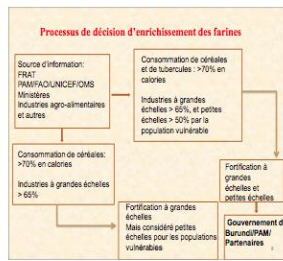 Processus de décision d'enrichissement des farines
Source d'information:
FRAT
PAM/FAO/UNICEF/OMS
Ministères
Industries agro-alimentaires
et autres
Consommation de céréales
et de tubercules : >70% en
calories
Industries à grandes
échelles > 65%, et petites
échelles > 50% par la
population vulnérable
Consommation de céréales:
>70% en calories
Industries à grandes échelles
> 65%
Fortification à
grandes
échelles et
petites échelles
Fortification à grandes
échelles
Mais considéré petites
échelles pour les populations
vulnérables
Gouvernement de
Burundi/PAM/
Partenaires